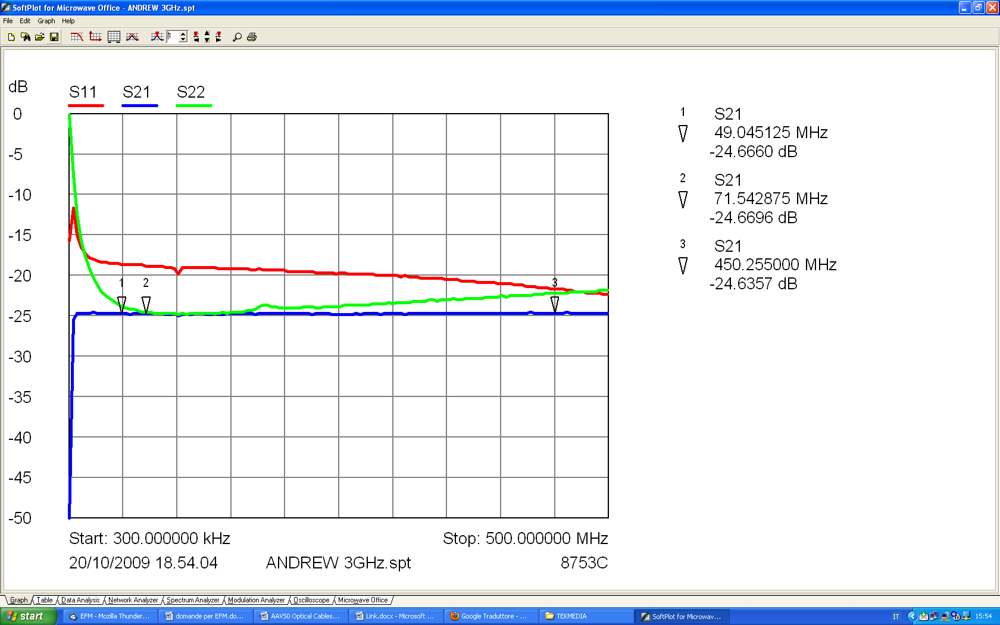 SoftPlot for Microwave Office - ANDREW 3GHz.spt
File Edit Graph Help
dB
S11 S21 S22
0
-5
-10
-15
-20
-25
-30
-35
-40
-45
-50
1 2 3
1 S21
49.045125 MHz
-24.6660 dB
2 S21
71.542875 MHz
-24.6696 dB
3 S21
450.255000 MHz
-24.6357 dB
Start: 300.000000 kHz Stop: 500.000000 MHz
20/10/2009 18.54.04 ANDREW 3GHz.spt 8753C
Graph Table Data Analysis Network Analyzer Spectrum Analyzer Modulation Analyzer Oscilloscope Microwave Office
start EFM - Mozilla Thunder... domande per EFM.do... AAVS0 Optical Cables... Link.docx - Microsoft ... Google Traduttore - ... TEKMEDIA SoftPlot for Microwav... IT 15:54